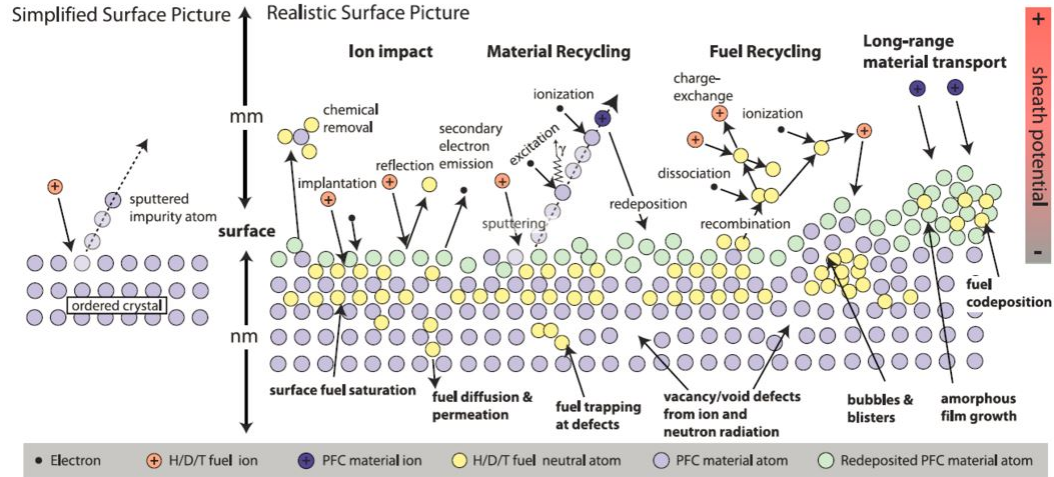 Simplified Surface Picture
Realistic Surface Picture
Ion impact
Material Recycling
Fuel Recycling
Long-range
material transport
+
sheath potential
-
mm
surface
nm
sputtered
impurity atom
ordered crystal
chemical
removal
implantation
reflection
secondary
electron
emission
ionization
excitation
γ
sputtering
redeposition
charge-
exchange
ionization
dissociation
recombination
fuel
codeposition
surface fuel saturation
fuel diffusion &
permeation
fuel trapping
at defects
vacancy/void defects
from ion and
neutron radiation
bubbles &
blisters
amorphous
film growth
Electron
+ H/D/T fuel ion
+ PFC material ion
H/D/T fuel neutral atom
PFC material atom
Redeposited PFC material atom